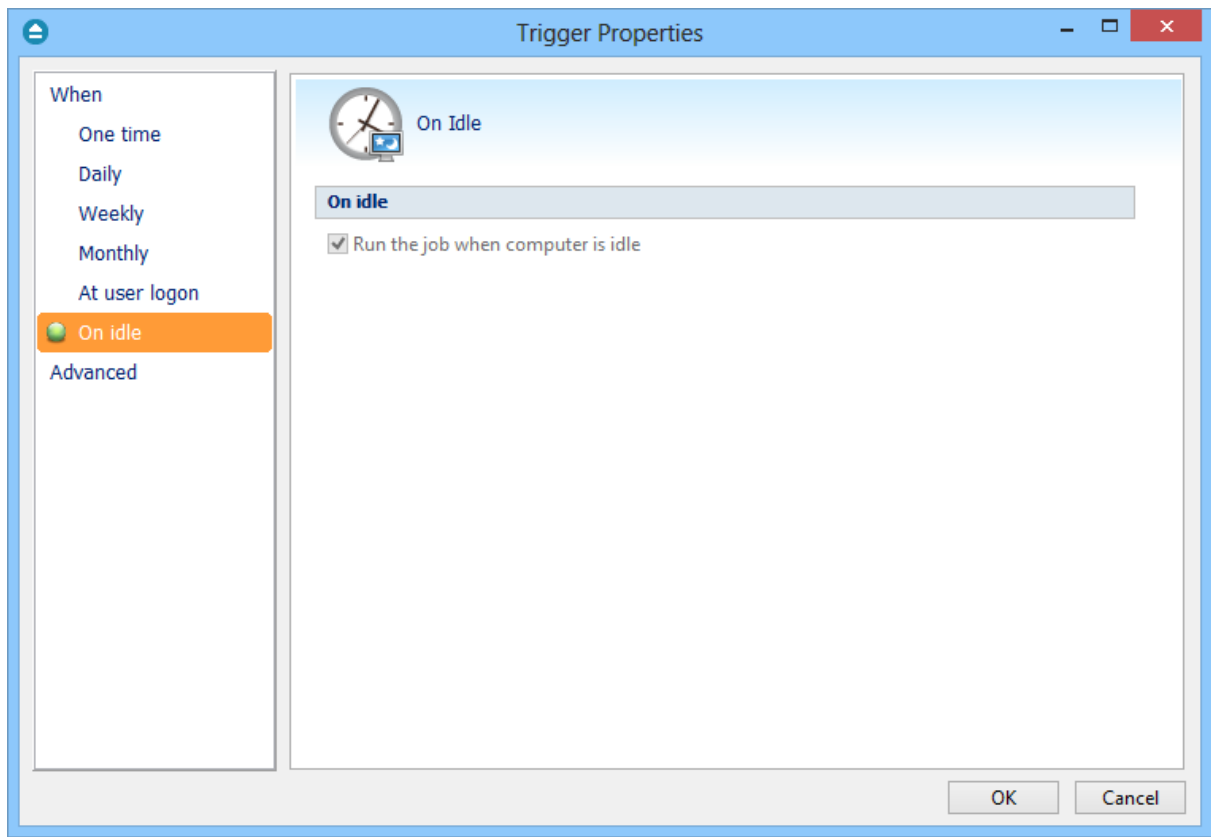 Trigger Properties
When
One time
Daily
Weekly
Monthly
At user logon
On idle
Advanced
On Idle
On idle
Run the job when computer is idle
OK
Cancel